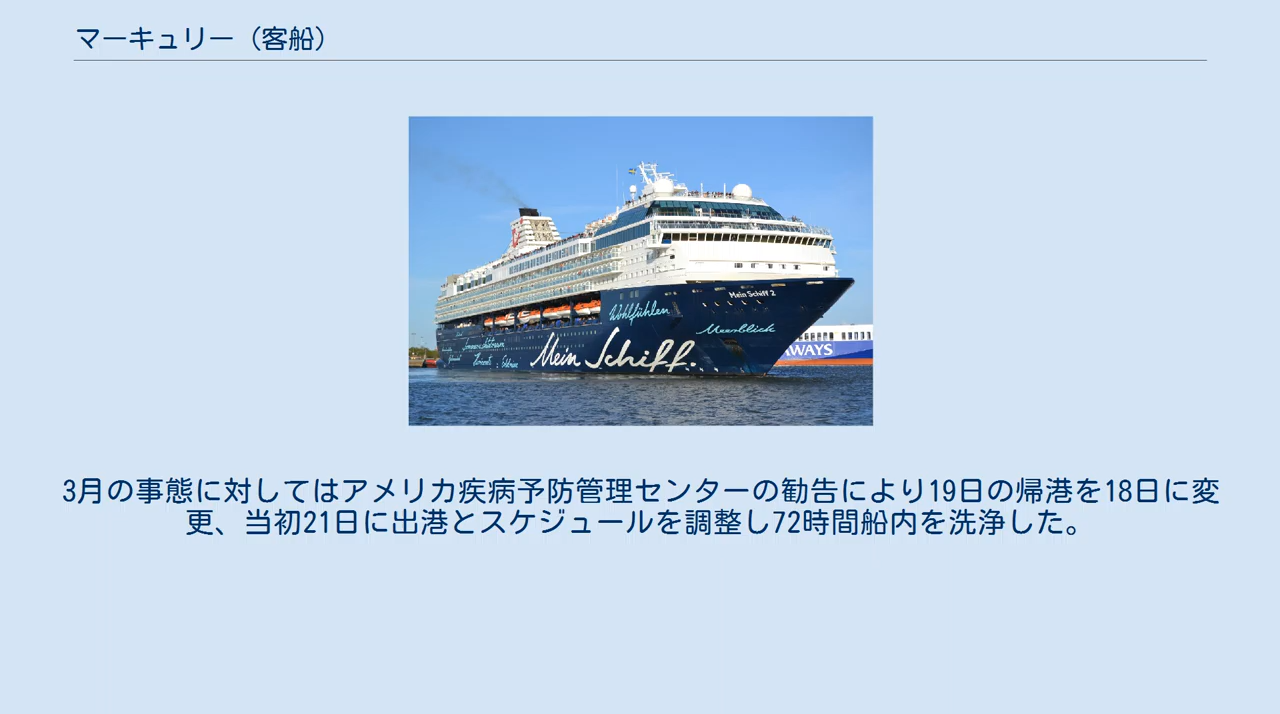 マーキュリー（客船）
Mein Schiff 2
Wohlfühlen
Meerblick
Mein Schiff.
WAYS
3月の事態に対してはアメリカ疾病予防管理センターの勧告により19日の帰港を18日に変
更、当初21日に出港とスケジュールを調整し72時間船内を洗浄した。